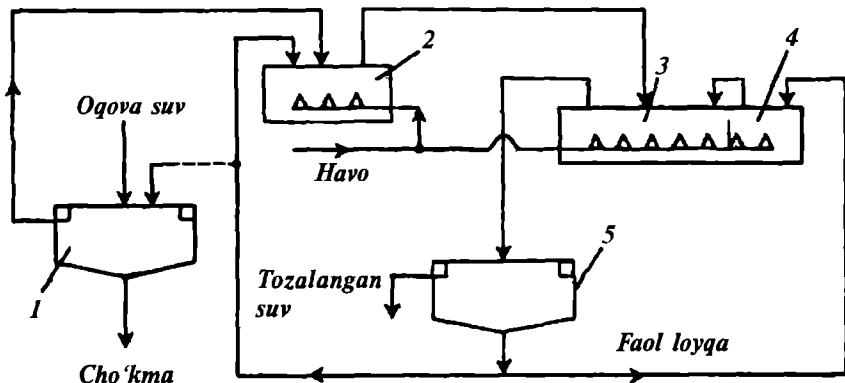 2
3
4
Oqova suv
Havo
5
1
Tozalangan
suv
Faol loyqa
Cho‘kma